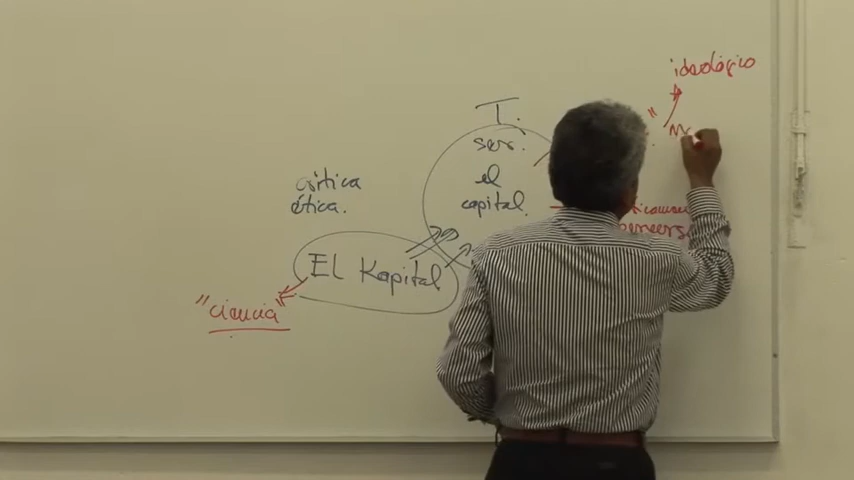 ideológico
T.
ser.
el
capital.
crítica
ética.
El Kapital.
"ciencia"